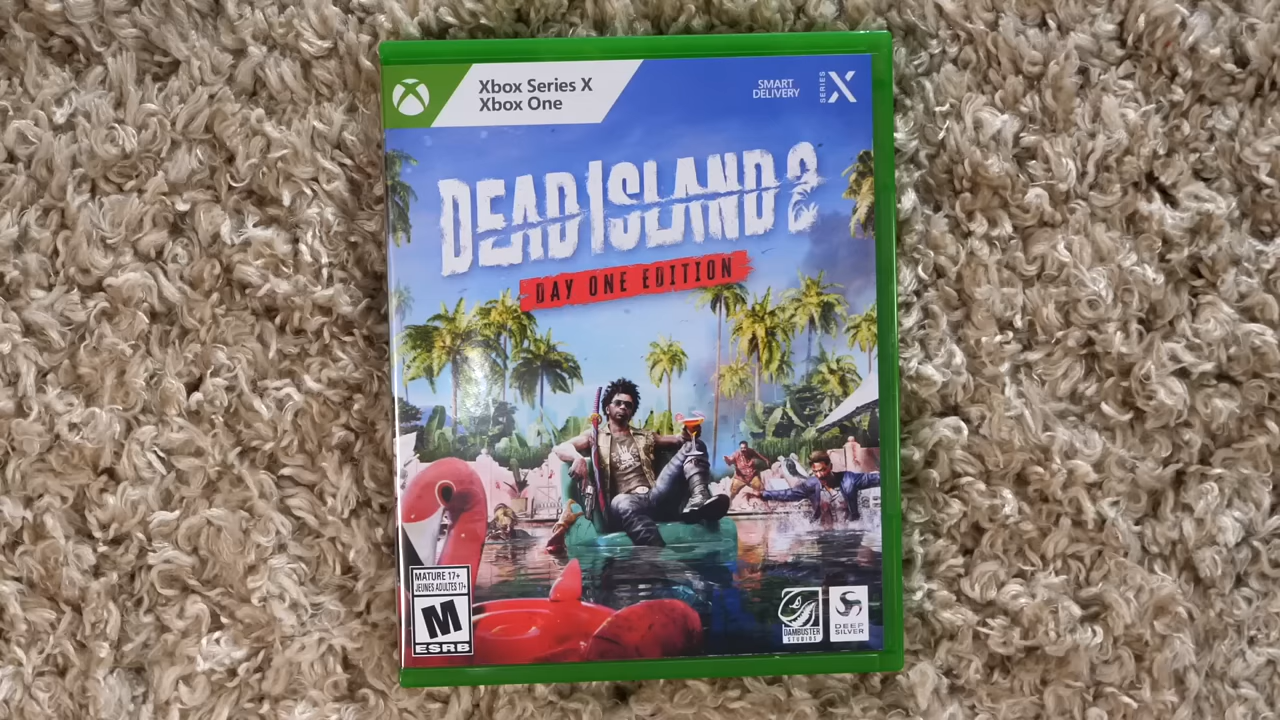 Xbox Series X
Xbox One
SMART
DELIVERY
SERIES X
DEAD ISLAND 2
DAY ONE EDITION
MATURE 17+
JEUNES ADULTES 17+
M
ESRB
DAMBUSTER
STUDIOS
DEEP
SILVER